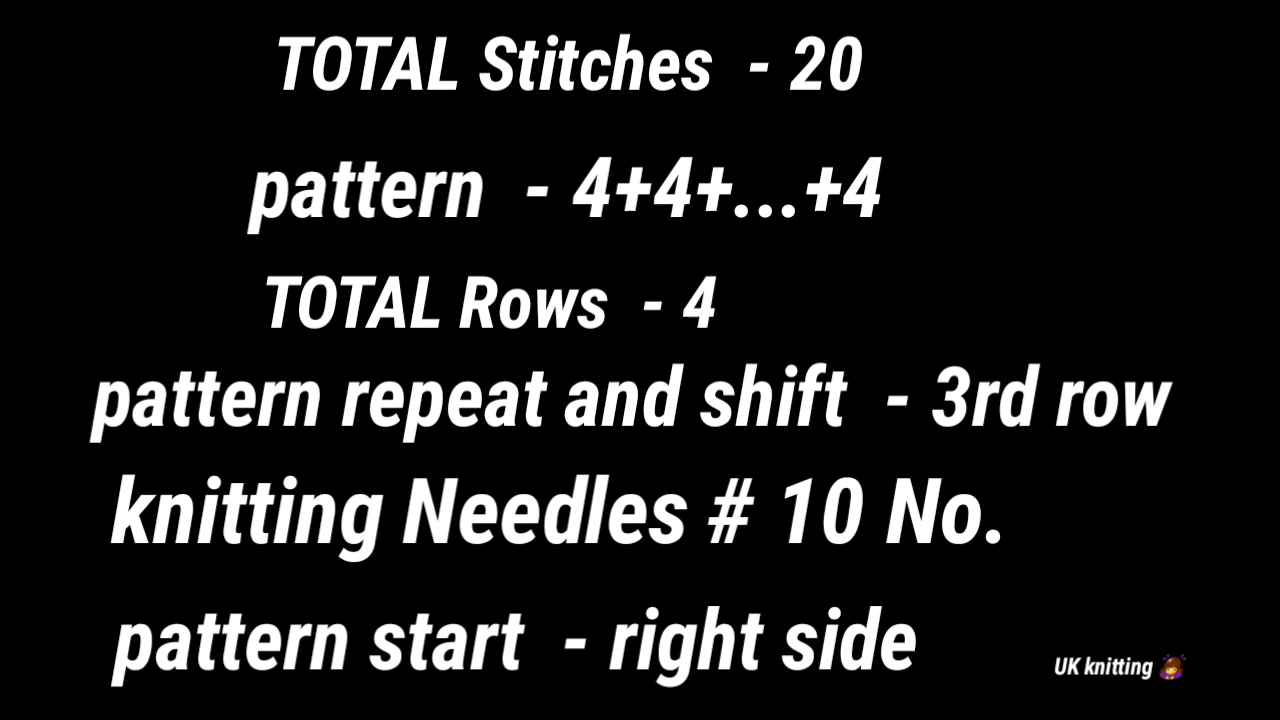 TOTAL Stitches - 20
pattern - 4+4+...+4
TOTAL Rows - 4
pattern repeat and shift - 3rd row
knitting Needles # 10 No.
pattern start - right side
UK knitting